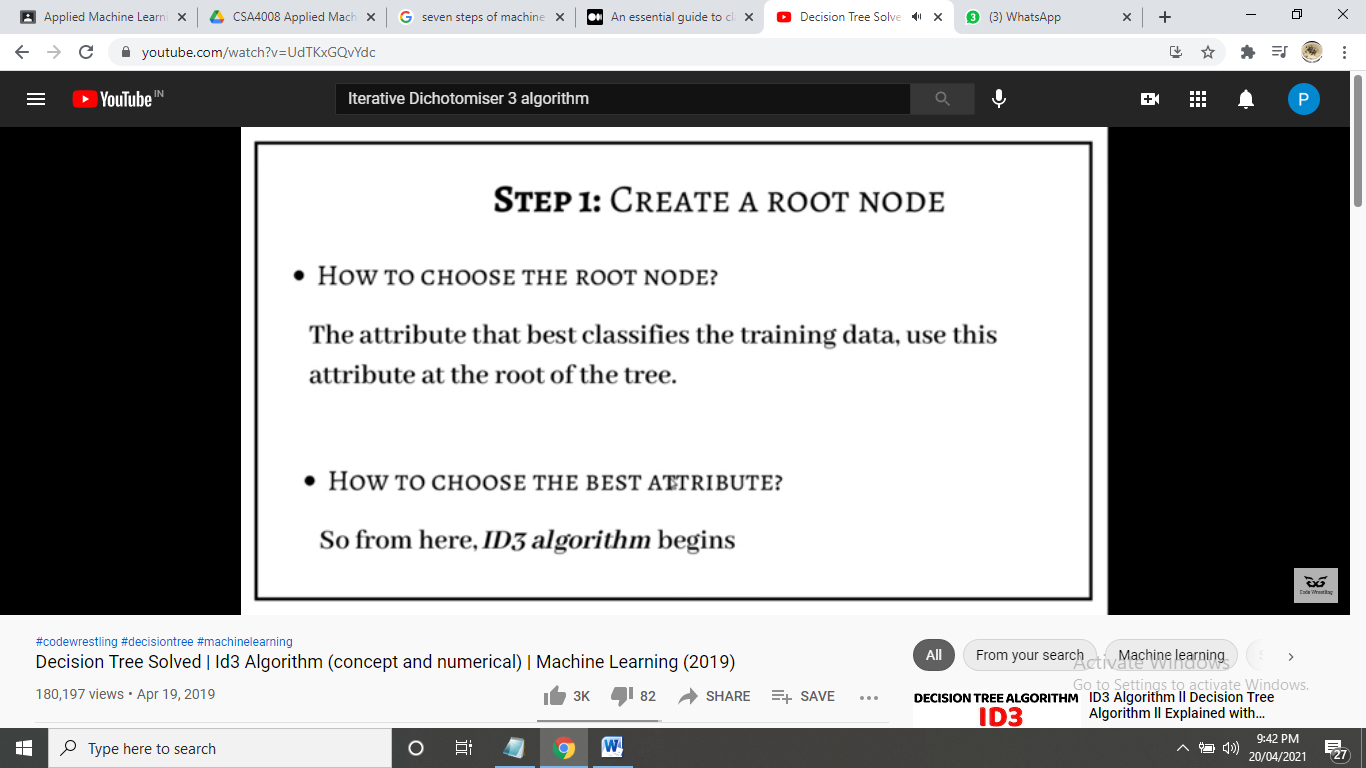 Applied Machine Learni
CSA4008 Applied Mach
seven steps of machine
An essential guide to cl
Decision Tree Solve
(3) WhatsApp
youtube.com/watch?v=UdTKxGQvYdc
YouTube IN
Iterative Dichotomiser 3 algorithm
P
STEP 1: CREATE A ROOT NODE
• HOW TO CHOOSE THE ROOT NODE?
The attribute that best classifies the training data, use this
attribute at the root of the tree.
• HOW TO CHOOSE THE BEST ATTRIBUTE?
So from here, ID3 algorithm begins
Code Wrestling
#codewrestling #decisiontree #machinelearning
Decision Tree Solved | Id3 Algorithm (concept and numerical) | Machine Learning (2019)
180,197 views • Apr 19, 2019
3K
82
SHARE
SAVE
All
From your search
Machine learning
Activate Windows
Go to Settings to activate Windows.
DECISION TREE ALGORITHM
ID3
ID3 Algorithm ll Decision Tree
Algorithm ll Explained with...
Type here to search
9:42 PM
20/04/2021
27